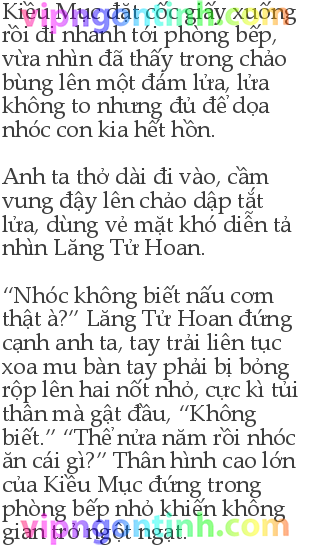 Kiều Mục đặt cốc giấy xuống
rồi đi nhanh tới phòng bếp,
vừa nhìn đã thấy trong chảo
bùng lên một đám lửa, lửa
không to nhưng đủ để dọa
nhóc con kia hết hồn.
Anh ta thở dài đi vào, cầm
vung đậy lên chảo dập tắt
lửa, dùng vẻ mặt khó diễn tả
nhìn Lăng Tử Hoan.
“Nhóc không biết nấu cơm
thật à?” Lăng Tử Hoan đứng
cạnh anh ta, tay trải liên tục
xoa mu bàn tay phải bị bỏng
rộp lên hai nốt nhỏ, cực kì tủi
thân mà gật đầu, “Không
biết.” “Thế nửa năm rồi nhóc
ăn cái gì?” Thân hình cao lớn
của Kiều Mục đứng trong
phòng bếp nhỏ khiến không
gian trở ngột ngạt.
vipngontinh.com
vipngontinh.com